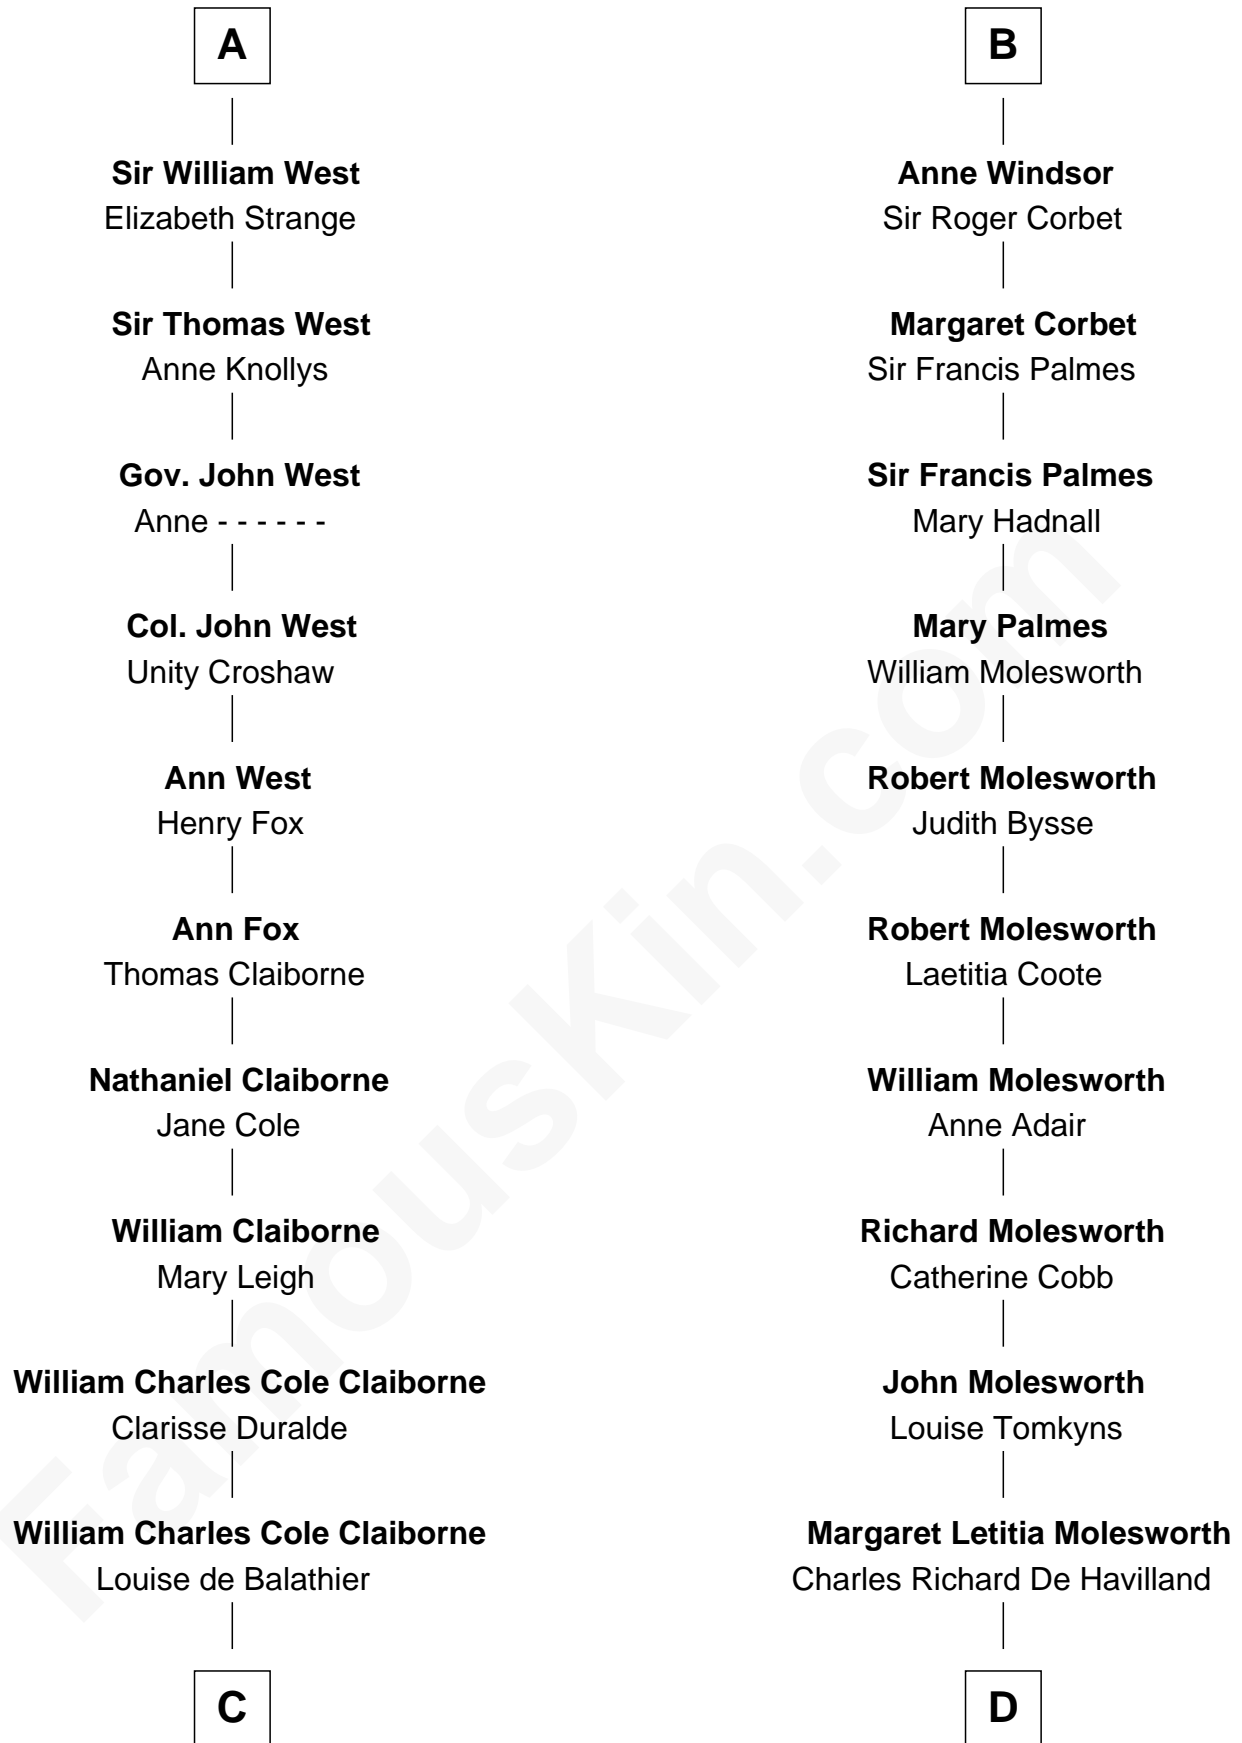 A
Sir William West
Elizabeth Strange
Sir Thomas West
Anne Knollys
Gov. John West
Anne - - - - - -
Col. John West
Unity Croshaw
Ann West
Henry Fox
Ann Fox
Thomas Claiborne
Nathaniel Claiborne
Jane Cole
William Claiborne
Mary Leigh
William Charles Cole Claiborne
Clarisse Duralde
William Charles Cole Claiborne
Louise de Balathier
C
B
Anne Windsor
Sir Roger Corbet
Margaret Corbet
Sir Francis Palmes
Sir Francis Palmes
Mary Hadnall
Mary Palmes
William Molesworth
Robert Molesworth
Judith Bysse
Robert Molesworth
Laetitia Coote
William Molesworth
Anne Adair
Richard Molesworth
Catherine Cobb
John Molesworth
Louise Tomkyns
Margaret Letitia Molesworth
Charles Richard De Havilland
D
FamousKin.com